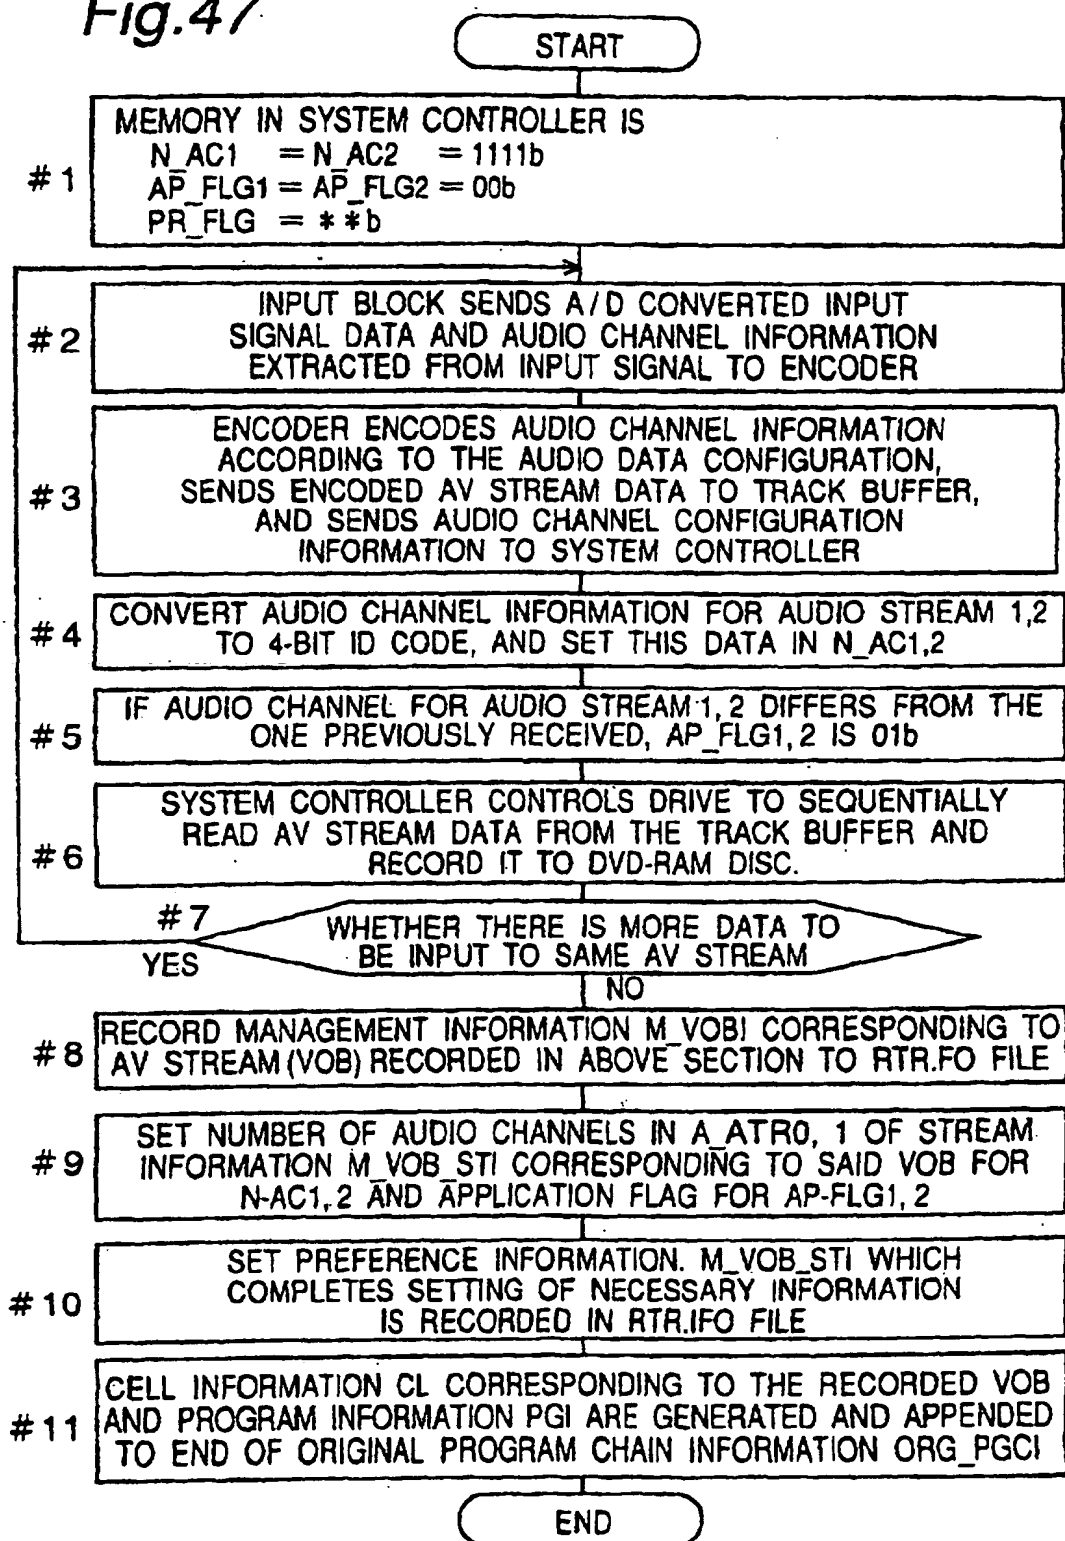 Fig.47
START
#1
MEMORY IN SYSTEM CONTROLLER IS
N_AC1 = N_AC2 = 1111b
AP_FLG1 = AP_FLG2 = 00b
PR_FLG = **b
#2
INPUT BLOCK SENDS A/D CONVERTED INPUT
SIGNAL DATA AND AUDIO CHANNEL INFORMATION
EXTRACTED FROM INPUT SIGNAL TO ENCODER
#3
ENCODER ENCODES AUDIO CHANNEL INFORMATION
ACCORDING TO THE AUDIO DATA CONFIGURATION,
SENDS ENCODED AV STREAM DATA TO TRACK BUFFER,
AND SENDS AUDIO CHANNEL CONFIGURATION
INFORMATION TO SYSTEM CONTROLLER
#4
CONVERT AUDIO CHANNEL INFORMATION FOR AUDIO STREAM 1,2
TO 4-BIT ID CODE, AND SET THIS DATA IN N_AC1,2
#5
IF AUDIO CHANNEL FOR AUDIO STREAM 1, 2 DIFFERS FROM THE
ONE PREVIOUSLY RECEIVED, AP_FLG1, 2 IS 01b
#6
SYSTEM CONTROLLER CONTROLS DRIVE TO SEQUENTIALLY
READ AV STREAM DATA FROM THE TRACK BUFFER AND
RECORD IT TO DVD-RAM DISC.
#7
WHETHER THERE IS MORE DATA TO
BE INPUT TO SAME AV STREAM
YES
NO
#8
RECORD MANAGEMENT INFORMATION M_VOBI CORRESPONDING TO
AV STREAM (VOB) RECORDED IN ABOVE SECTION TO RTR.FO FILE
#9
SET NUMBER OF AUDIO CHANNELS IN A_ATR0, 1 OF STREAM
INFORMATION M_VOB_STI CORRESPONDING TO SAID VOB FOR
N-AC1, 2 AND APPLICATION FLAG FOR AP-FLG1, 2
#10
SET PREFERENCE INFORMATION. M_VOB_STI WHICH
COMPLETES SETTING OF NECESSARY INFORMATION
IS RECORDED IN RTR.IFO FILE
#11
CELL INFORMATION CL CORRESPONDING TO THE RECORDED VOB
AND PROGRAM INFORMATION PGI ARE GENERATED AND APPENDED
TO END OF ORIGINAL PROGRAM CHAIN INFORMATION ORG_PGCI
END